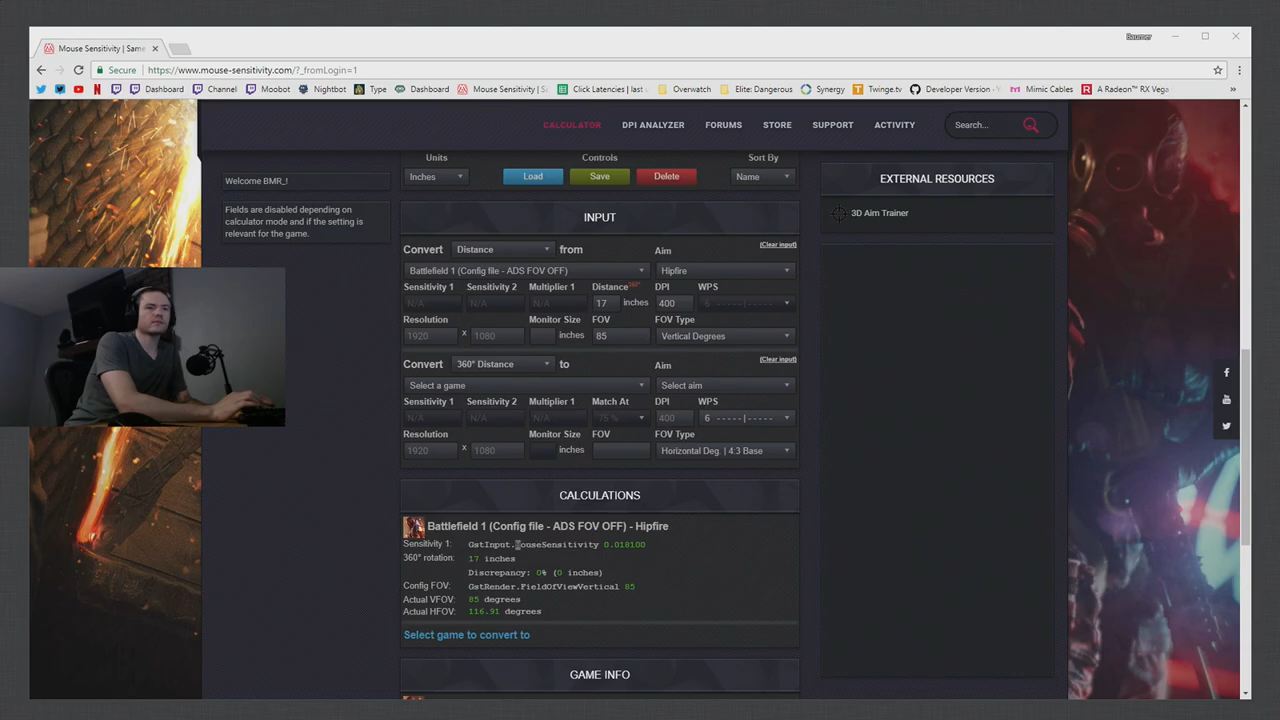 Baumer
Mouse Sensitivity | Same
Secure
https://www.mouse-sensitivity.com/?_fromLogin=1
Dashboard
Channel
Moobot
Nightbot
Type
Dashboard
Mouse Sensitivity | Sam
Click Latencies | last u
Overwatch
Elite: Dangerous
Synergy
Twinge.tv
Developer Version ·
Mimic Cables
A Radeon™ RX Vega
CALCULATOR
DPI ANALYZER
FORUMS
STORE
SUPPORT
ACTIVITY
Search...
Welcome BMR_!
Fields are disabled depending on
calculator mode and if the setting is
relevant for the game.
Units
Controls
Sort By
Inches
Load
Save
Delete
Name
INPUT
Convert Distance from
(Clear input)
Aim
Battlefield 1 (Config file - ADS FOV OFF)
Hipfire
Sensitivity 1 Sensitivity 2 Multiplier 1 Distance 360° DPI WPS
N/A N/A N/A 17 inches 400 6 -----|-----
Resolution Monitor Size FOV FOV Type
1920 x 1080 inches 85 Vertical Degrees
Convert 360° Distance to
(Clear input)
Aim
Select a game
Select aim
Sensitivity 1 Sensitivity 2 Multiplier 1 Match At DPI WPS
N/A N/A N/A 75 % 400 6 -----|-----
Resolution Monitor Size FOV FOV Type
1920 x 1080 inches Horizontal Deg. | 4:3 Base
CALCULATIONS
Battlefield 1 (Config file - ADS FOV OFF) - Hipfire
Sensitivity 1: GstInput.MouseSensitivity 0.018100
360° rotation: 17 inches
Discrepancy: 0% (0 inches)
Config FOV: GstRender.FieldOfViewVertical 85
Actual VFOV: 85 degrees
Actual HFOV: 116.91 degrees
Select game to convert to
GAME INFO
EXTERNAL RESOURCES
3D Aim Trainer